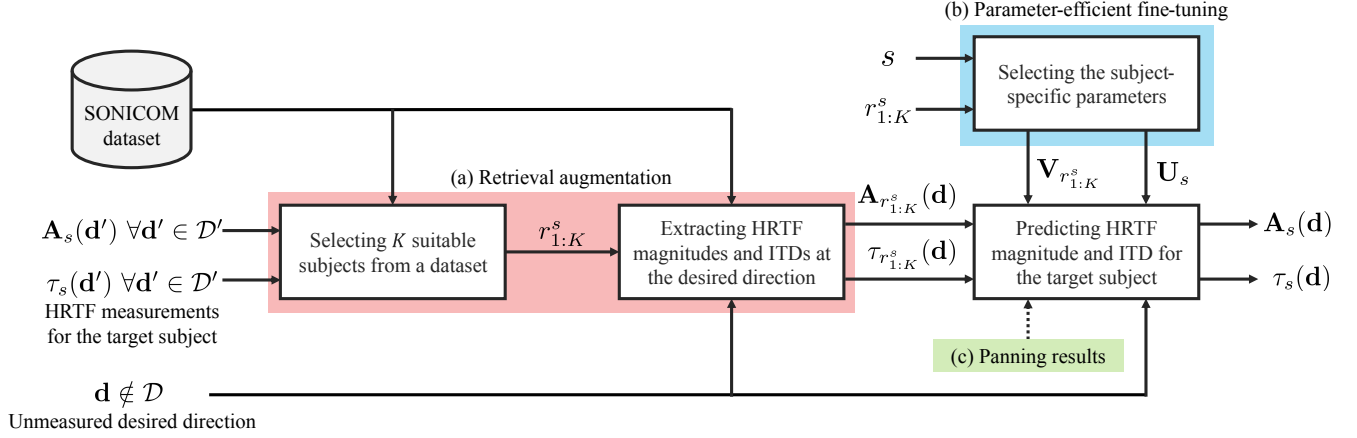 (b) Parameter-efficient fine-tuning
SONICOM
dataset
s
r^s_{1:K}
Selecting the subject-
specific parameters
(a) Retrieval augmentation
V_{r^s_{1:K}}
U_s
A_s(d′) ∀d′ ∈ D′
τ_s(d′) ∀d′ ∈ D′
HRTF measurements
for the target subject
Selecting K suitable
subjects from a dataset
r^s_{1:K}
Extracting HRTF
magnitudes and ITDs at
the desired direction
A_{r^s_{1:K}}(d)
τ_{r^s_{1:K}}(d)
Predicting HRTF
magnitude and ITD for
the target subject
A_s(d)
τ_s(d)
(c) Panning results
d ∉ D
Unmeasured desired direction